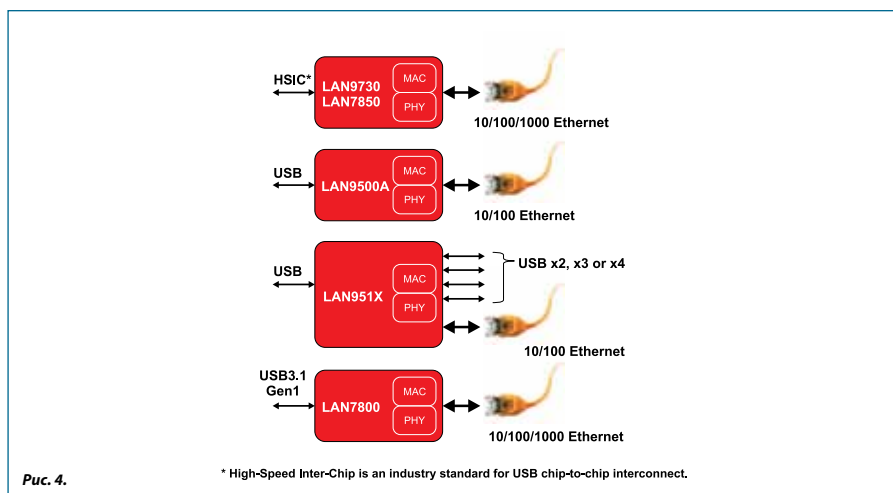 HSIC*
LAN9730
LAN7850
MAC
PHY
10/100/1000 Ethernet
USB
LAN9500A
MAC
PHY
10/100 Ethernet
USB
LAN951X
MAC
PHY
USB x2, x3 or x4
10/100 Ethernet
USB3.1
Gen1
LAN7800
MAC
PHY
10/100/1000 Ethernet
Рис. 4.
* High-Speed Inter-Chip is an industry standard for USB chip-to-chip interconnect.